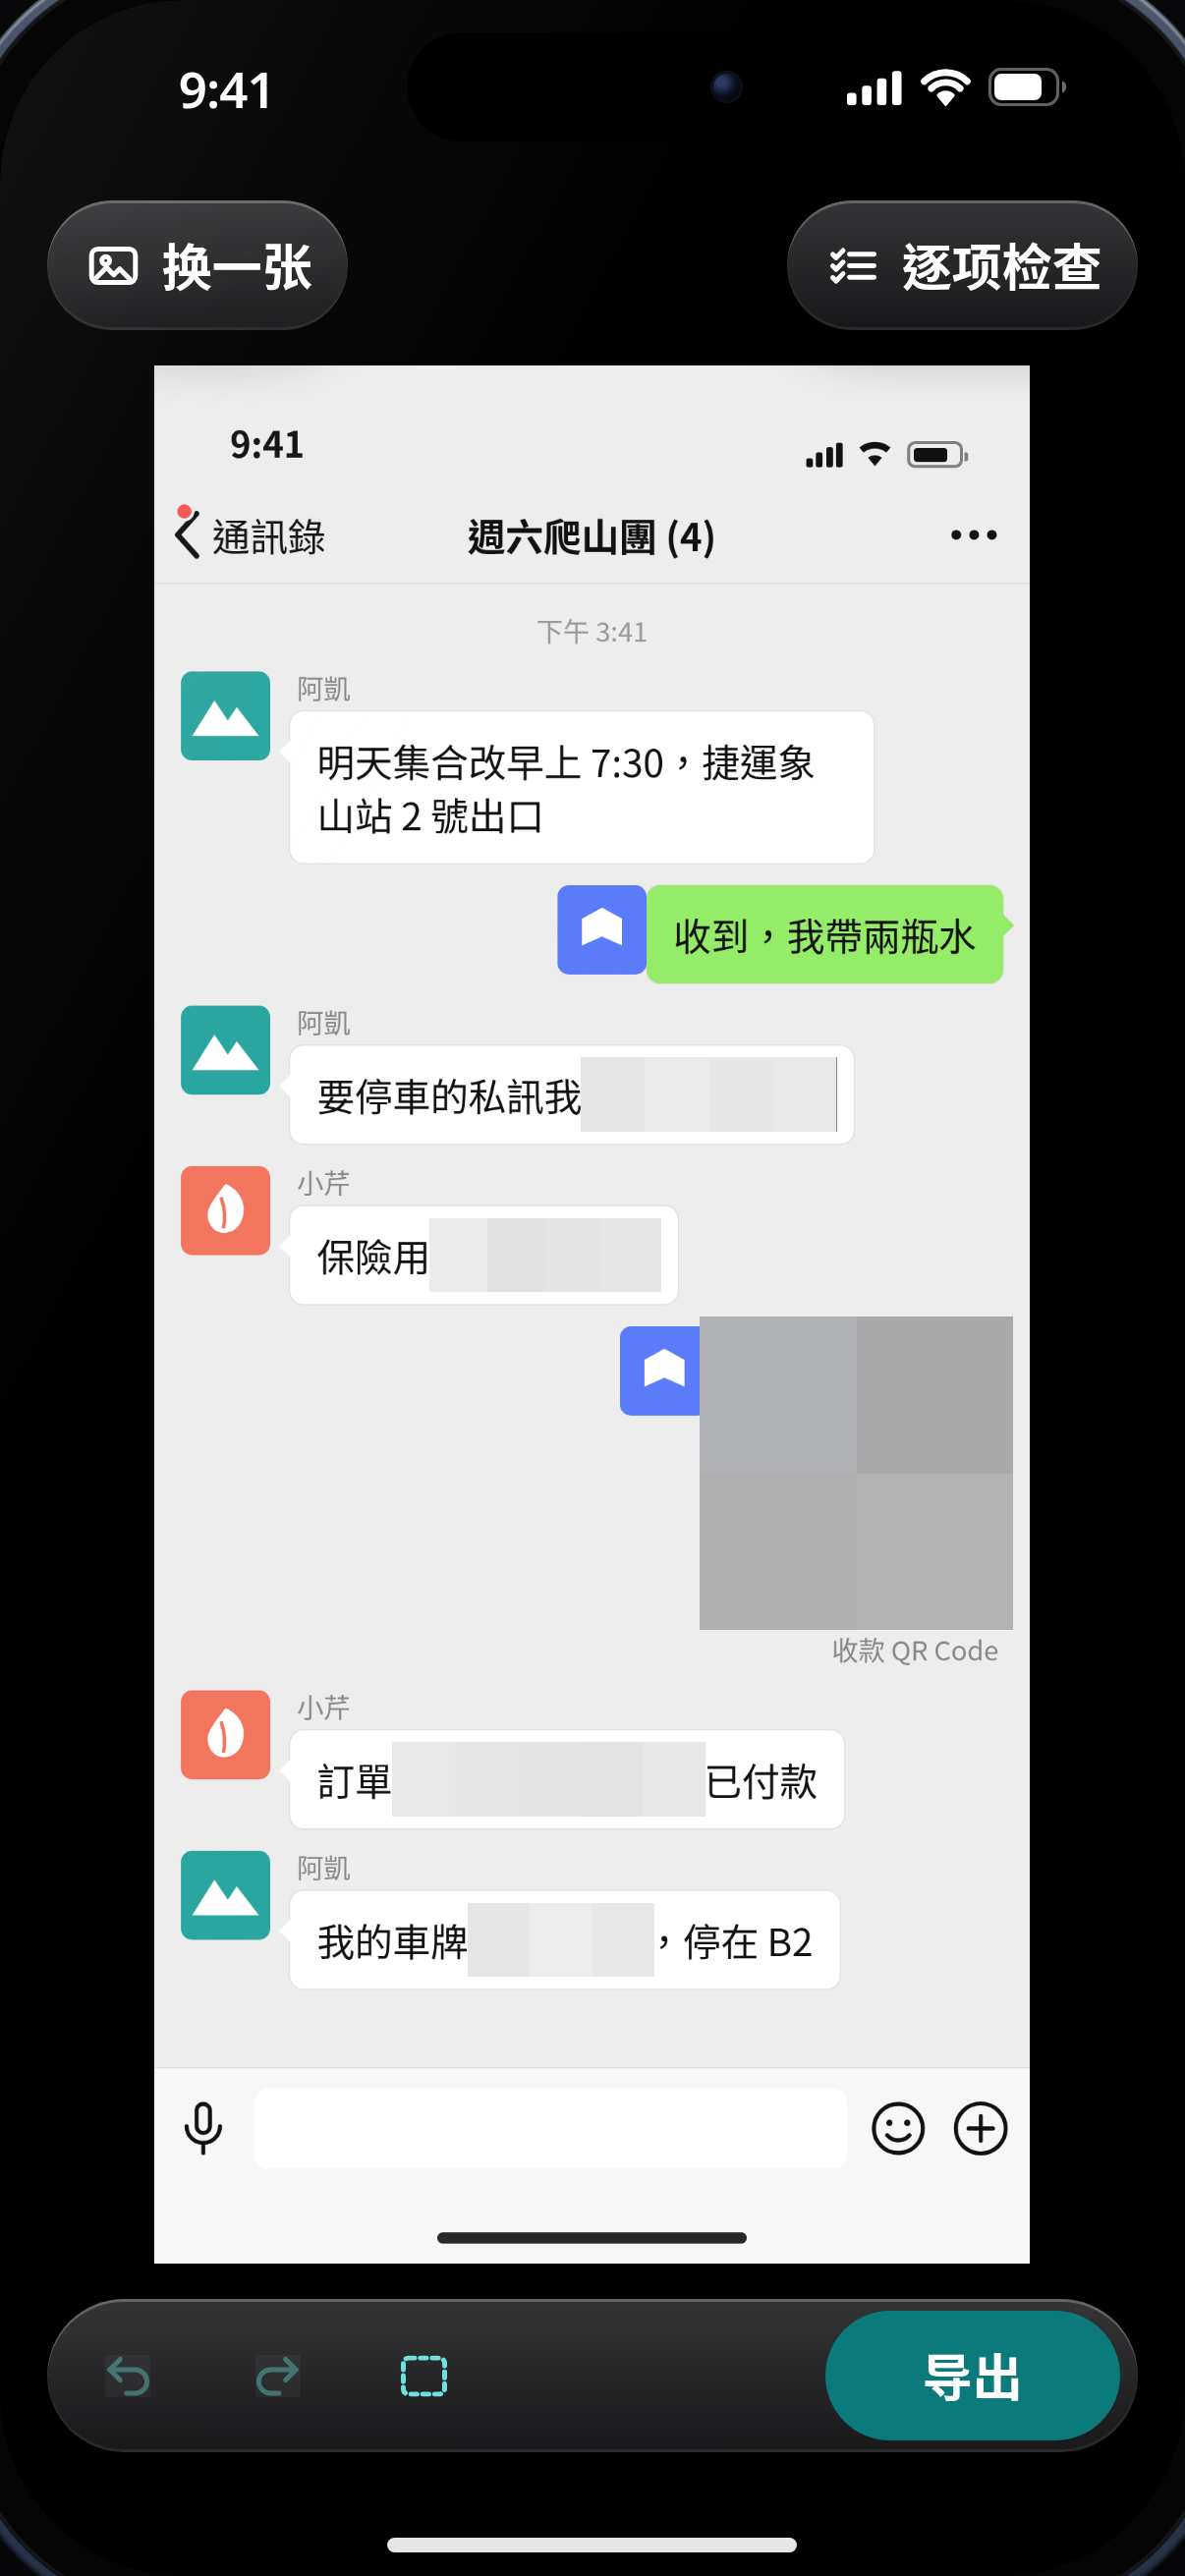 9:41
换一张
逐项检查
9:41
通訊錄
週六爬山團 (4)
下午 3:41
阿凱
明天集合改早上 7:30，捷運象
山站 2 號出口
收到，我帶兩瓶水
阿凱
要停車的私訊我
小芹
保險用
收款 QR Code
小芹
訂單 已付款
阿凱
我的車牌 ，停在 B2
导出